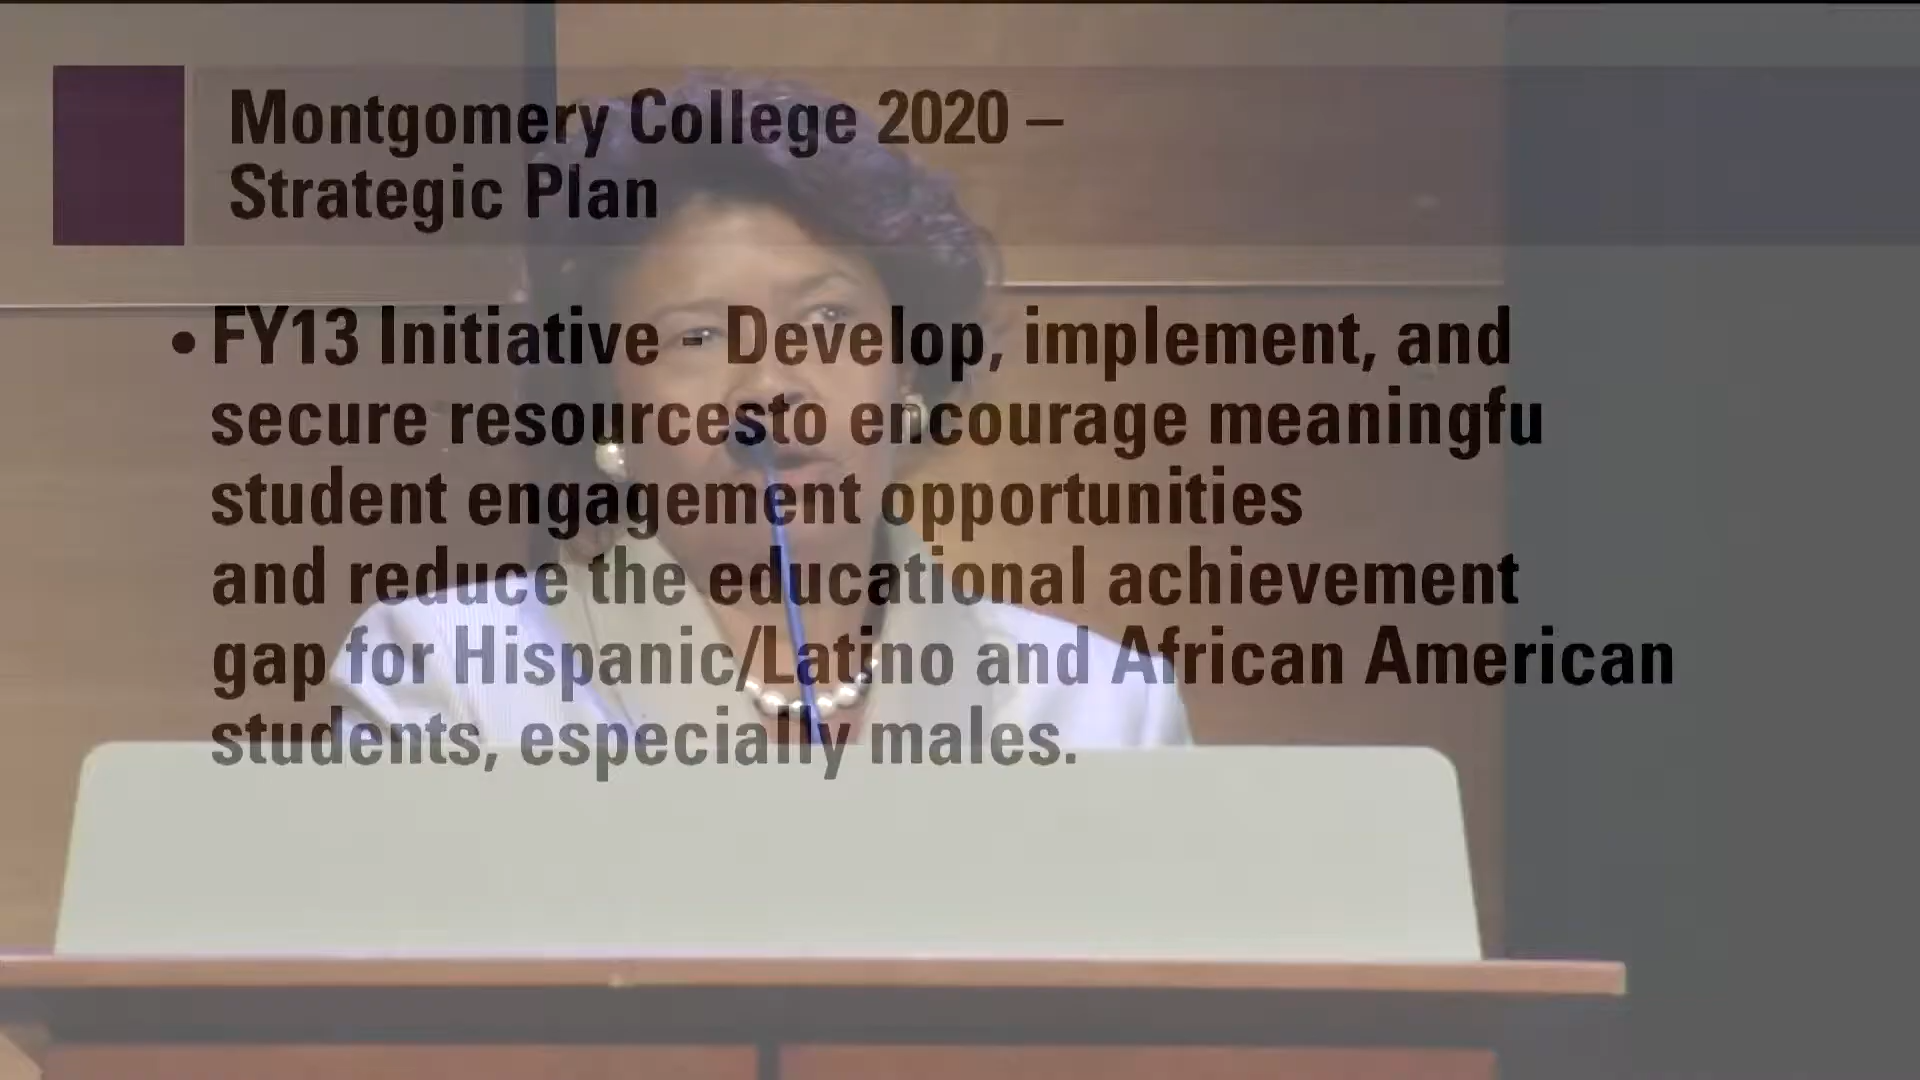 Montgomery College 2020 –
Strategic Plan
• FY13 Initiative - Develop, implement, and
secure resourcesto encourage meaningfu
student engagement opportunities
and reduce the educational achievement
gap for Hispanic/Latino and African American
students, especially males.